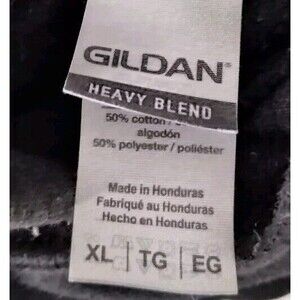 GILDAN®
HEAVY BLEND
50% cotton /
algodón
50% polyester / poliéster
Made in Honduras
Fabriqué au Honduras
Hecho en Honduras
XL | TG | EG